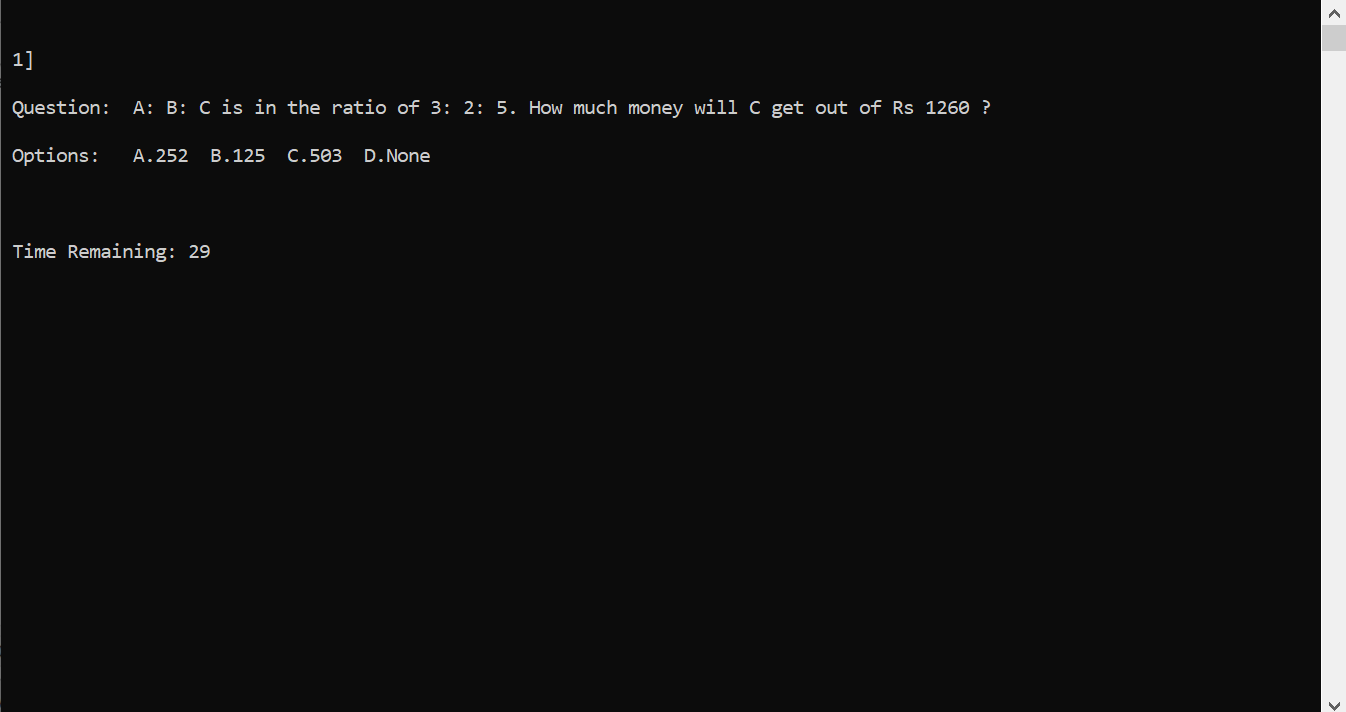 1]
Question:  A: B: C is in the ratio of 3: 2: 5. How much money will C get out of Rs 1260 ?
Options:   A.252  B.125  C.503  D.None
Time Remaining: 29